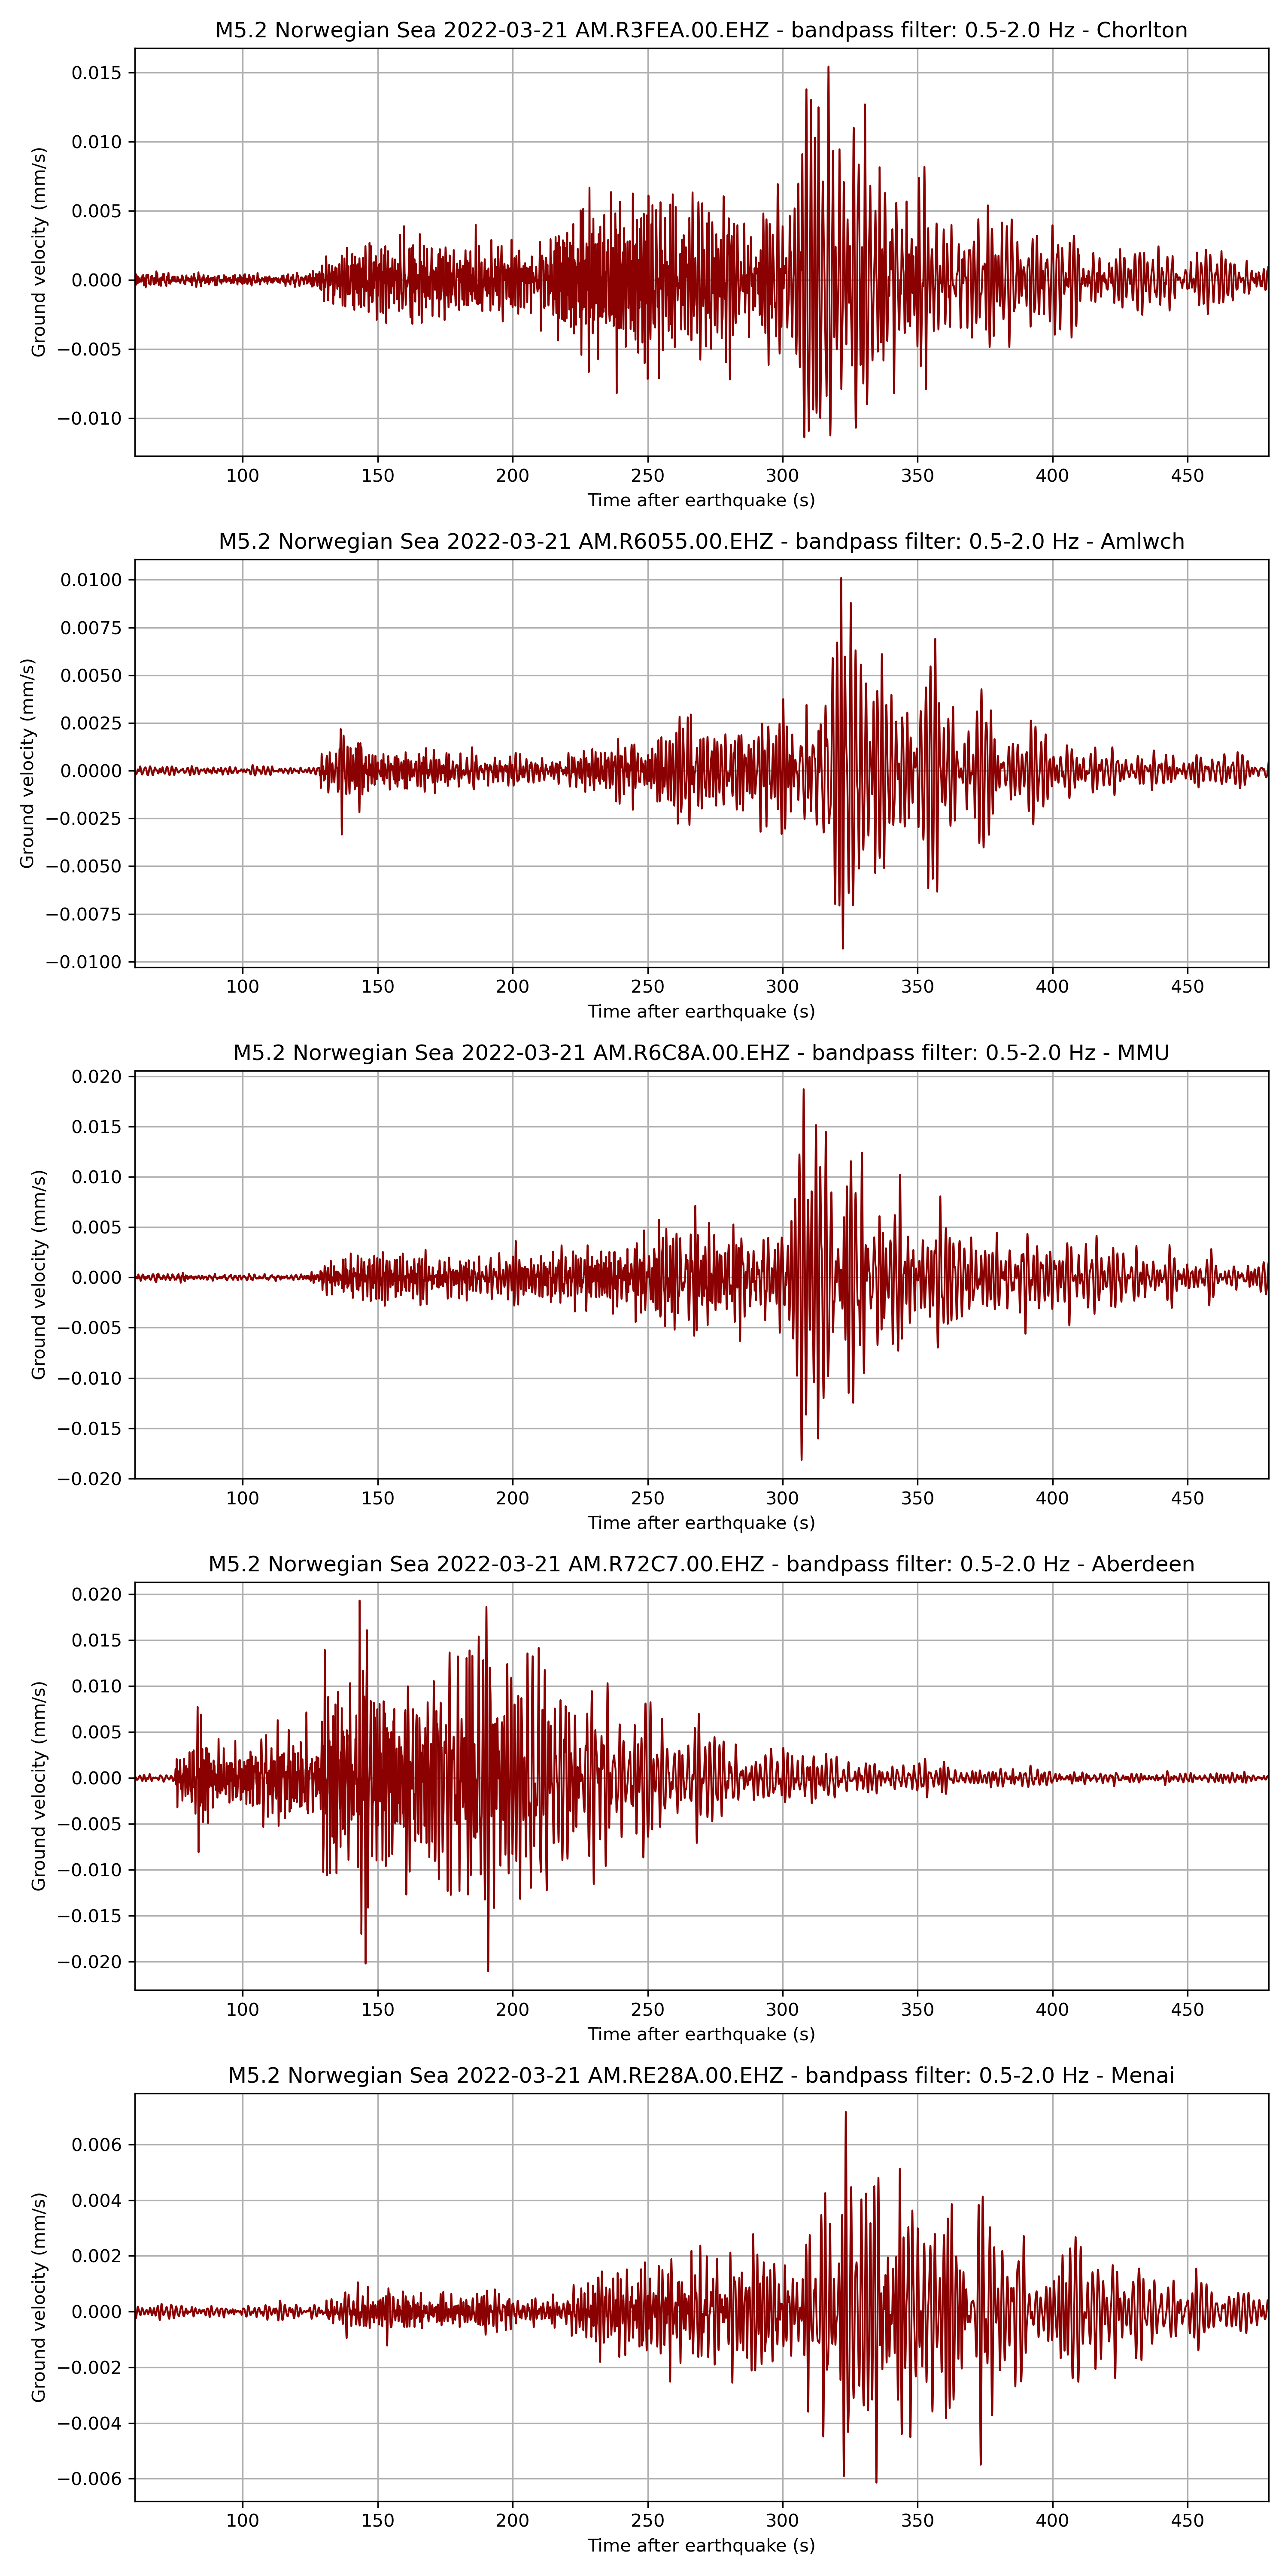 M5.2 Norwegian Sea 2022-03-21 AM.R3FEA.00.EHZ - bandpass filter: 0.5-2.0 Hz - Chorlton
0.015
0.010
0.005
0.000
−0.005
−0.010
Ground velocity (mm/s)
100 150 200 250 300 350 400 450
Time after earthquake (s)
M5.2 Norwegian Sea 2022-03-21 AM.R6055.00.EHZ - bandpass filter: 0.5-2.0 Hz - Amlwch
0.0100
0.0075
0.0050
0.0025
0.0000
−0.0025
−0.0050
−0.0075
−0.0100
Ground velocity (mm/s)
100 150 200 250 300 350 400 450
Time after earthquake (s)
M5.2 Norwegian Sea 2022-03-21 AM.R6C8A.00.EHZ - bandpass filter: 0.5-2.0 Hz - MMU
0.020
0.015
0.010
0.005
0.000
−0.005
−0.010
−0.015
−0.020
Ground velocity (mm/s)
100 150 200 250 300 350 400 450
Time after earthquake (s)
M5.2 Norwegian Sea 2022-03-21 AM.R72C7.00.EHZ - bandpass filter: 0.5-2.0 Hz - Aberdeen
0.020
0.015
0.010
0.005
0.000
−0.005
−0.010
−0.015
−0.020
Ground velocity (mm/s)
100 150 200 250 300 350 400 450
Time after earthquake (s)
M5.2 Norwegian Sea 2022-03-21 AM.RE28A.00.EHZ - bandpass filter: 0.5-2.0 Hz - Menai
0.006
0.004
0.002
0.000
−0.002
−0.004
−0.006
Ground velocity (mm/s)
100 150 200 250 300 350 400 450
Time after earthquake (s)